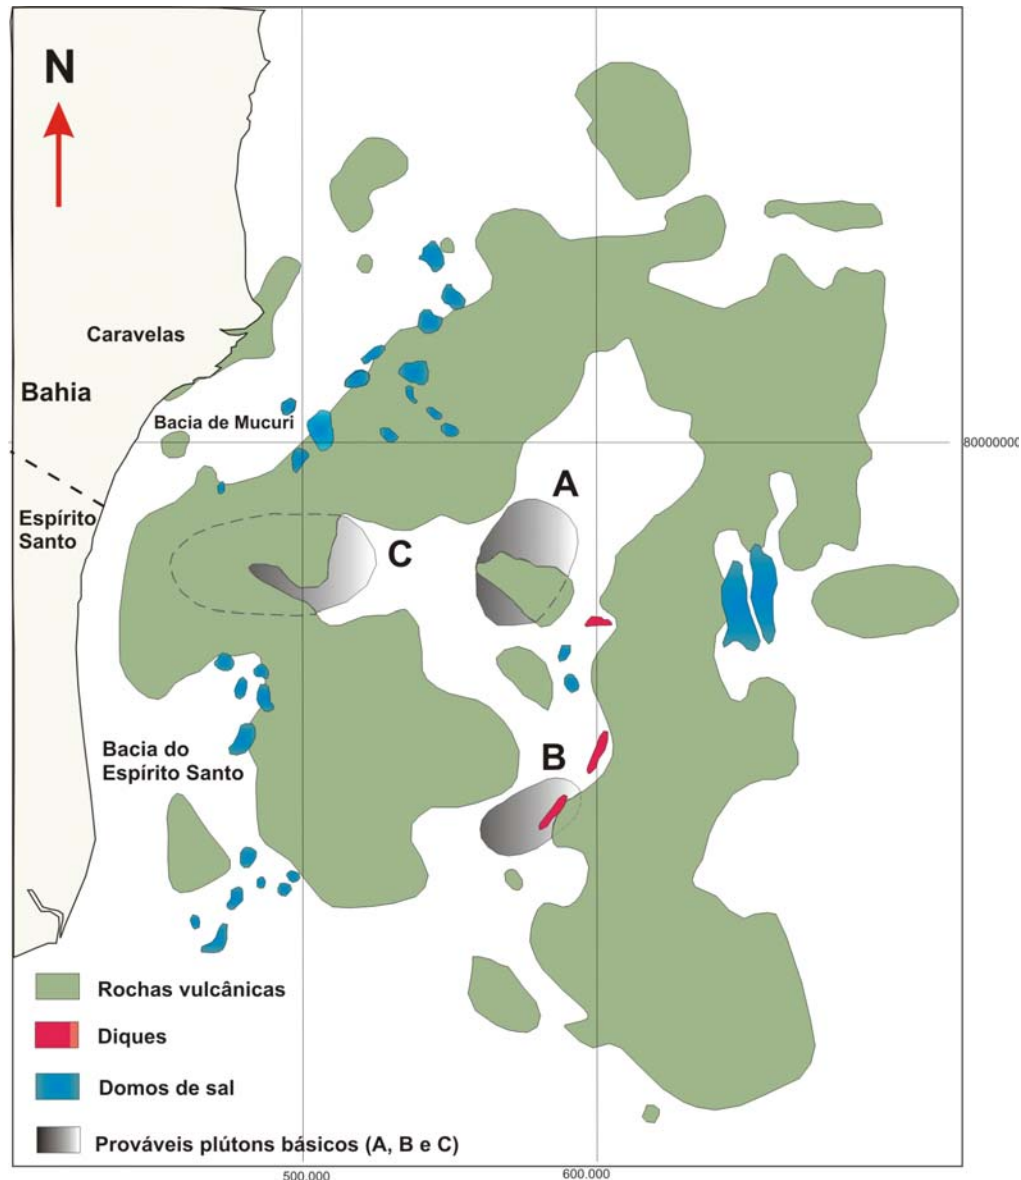 N
Caravelas
Bahia
Bacia de Mucuri
80000000
A
Espírito
Santo
C
Bacia do
Espírito Santo
B
Rochas vulcânicas
Diques
Domos de sal
Prováveis plútons básicos (A, B e C)
500.000
600.000